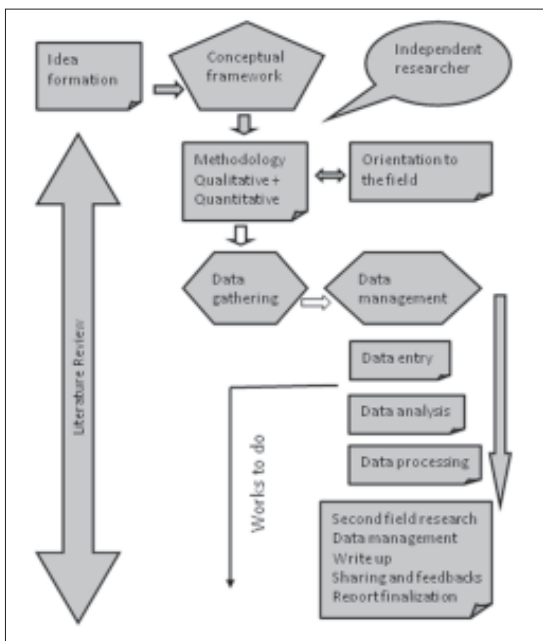 Idea
formation
Conceptual
framework
Independent
researcher
Methodology
Qualitative +
Quantitative
Orientation to
the field
Data
gathering
Data
management
Literature Review
Data entry
Data analysis
Data processing
Works to do
Second field research
Data management
Write up
Sharing and feedbacks
Report finalization